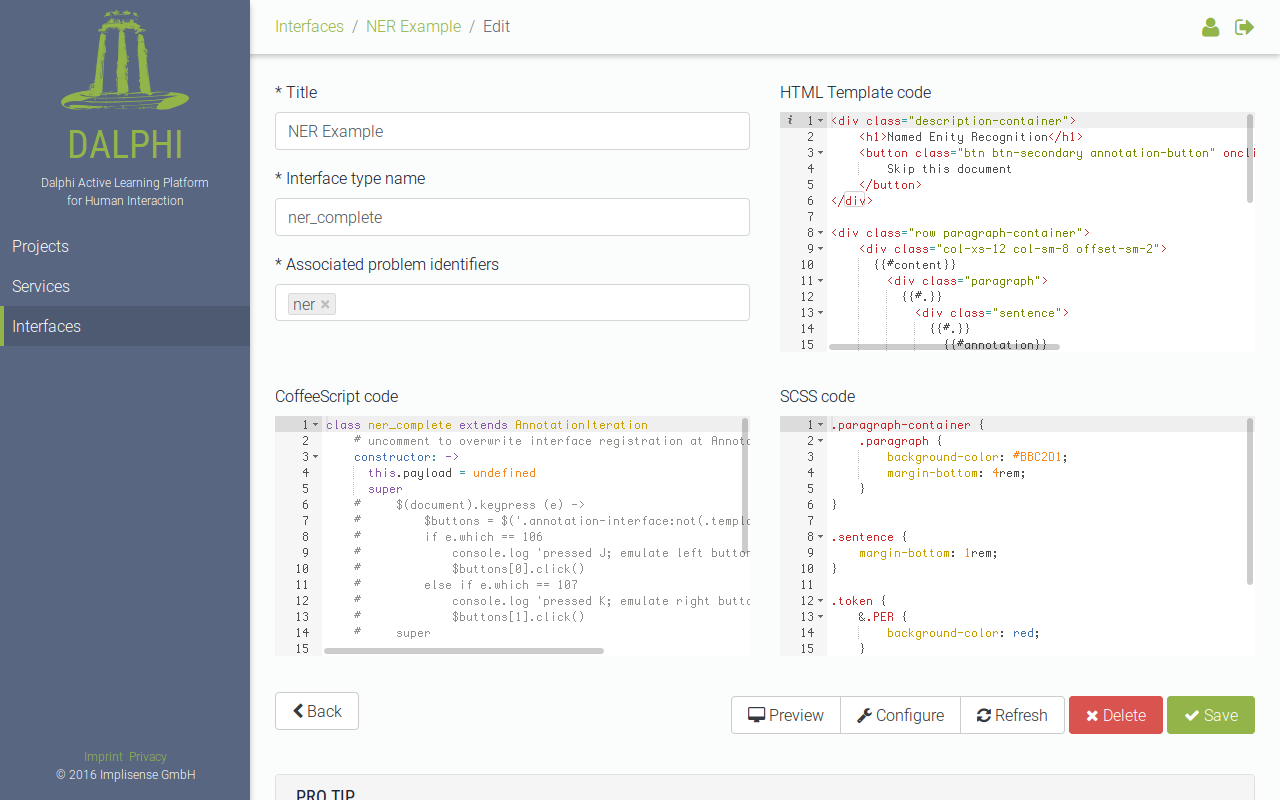 DALPHI
Dalphi Active Learning Platform
for Human Interaction
Projects
Services
Interfaces
Imprint Privacy
© 2016 Implisense GmbH
Interfaces / NER Example / Edit
* Title
NER Example
* Interface type name
ner_complete
* Associated problem identifiers
ner ×
HTML Template code
i 1 <div class="description-container">
2 <h1>Named Enity Recognition</h1>
3 <button class="btn btn-secondary annotation-button" oncli
4 Skip this document
5 </button>
6 </div>
7
8 <div class="row paragraph-container">
9 <div class="col-xs-12 col-sm-8 offset-sm-2">
10 {{#content}}
11 <div class="paragraph">
12 {{#.}}
13 <div class="sentence">
14 {{#.}}
15 {{#annotation}}
CoffeeScript code
1 class ner_complete extends AnnotationIteration
2 # uncomment to overwrite interface registration at Annota
3 constructor: ->
4 this.payload = undefined
5 super
6 # $(document).keypress (e) ->
7 # $buttons = $('.annotation-interface:not(.templa
8 # if e.which == 106
9 # console.log 'pressed J; emulate left button
10 # $buttons[0].click()
11 # else if e.which == 107
12 # console.log 'pressed K; emulate right butto
13 # $buttons[1].click()
14 # super
15
SCSS code
1 .paragraph-container {
2 .paragraph {
3 background-color: #BBC2D1;
4 margin-bottom: 4rem;
5 }
6 }
7
8 .sentence {
9 margin-bottom: 1rem;
10 }
11
12 .token {
13 &.PER {
14 background-color: red;
15 }
Back
Preview
Configure
Refresh
Delete
Save
PRO TIP